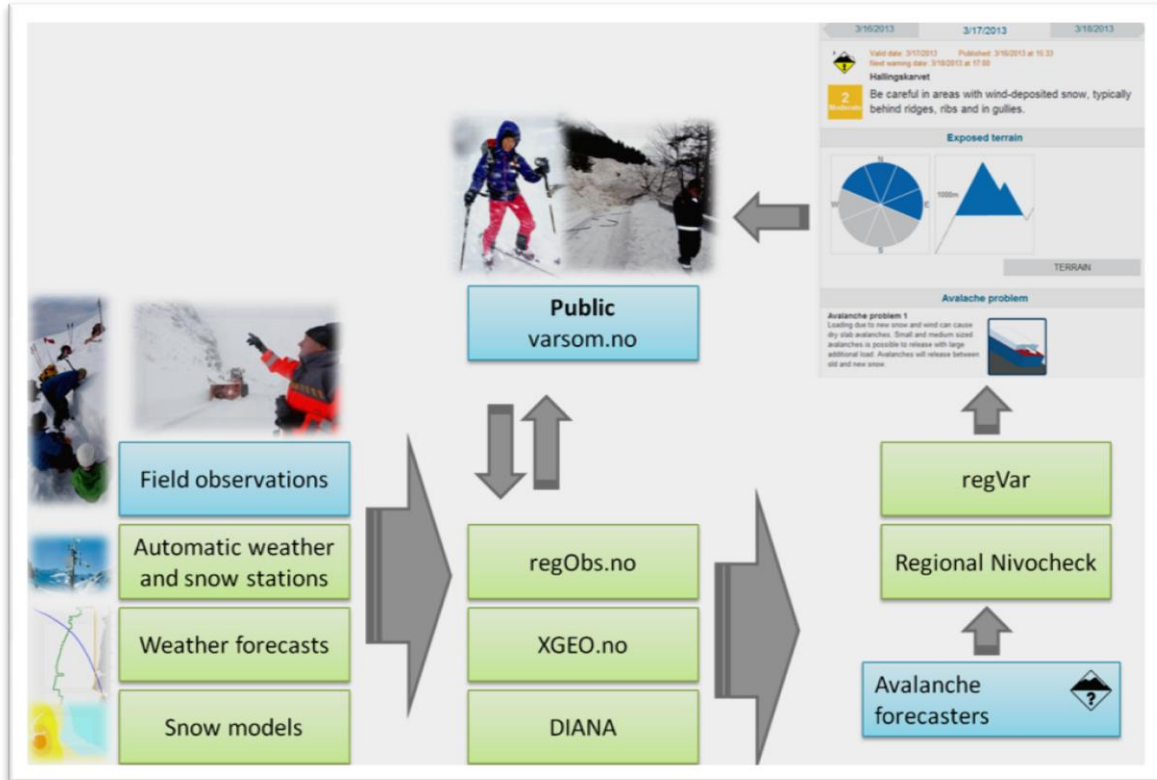 3/16/2013
3/17/2013
3/18/2013
Valid date: 3/17/2013 Published: 3/16/2013 at 15.33
Next warning date: 3/18/2013 at 17:00
Hallingskarvet
2
Moderate
Be careful in areas with wind-deposited snow, typically
behind ridges, ribs and in gullies.
Exposed terrain
N
W
E
S
1000m
TERRAIN
Avalache problem
Avalanche problem 1
Loading due to new snow and wind can cause
dry slab avalanches. Small and medium sized
avalanches is possible to release with large
additional load. Avalanches will release between
old and new snow.
Public
varsom.no
Field observations
Automatic weather
and snow stations
Weather forecasts
Snow models
regObs.no
XGEO.no
DIANA
regVar
Regional Nivocheck
Avalanche
forecasters
?